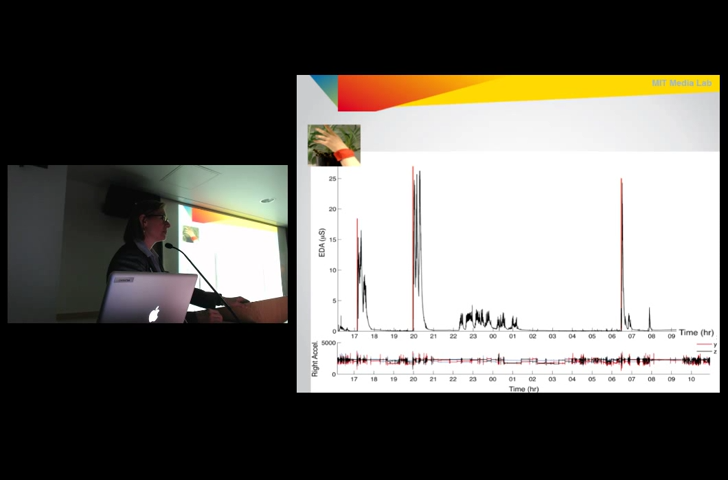 MIT Media Lab
25
20
15
10
5
0
EDA (µS)
17 18 19 20 21 22 23 00 01 02 03 04 05 06 07 08 09
Time (hr)
y
z
5000
0
Right Accel.
17 18 19 20 21 22 23 00 01 02 03 04 05 06 07 08 09 10
Time (hr)